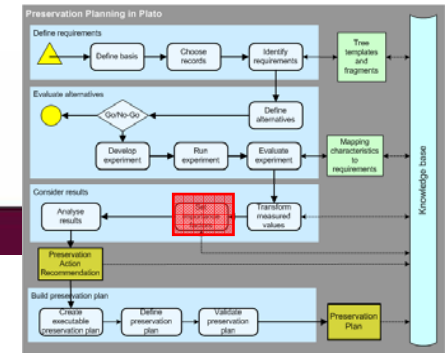 Preservation Planning in Plato
Define requirements
Define basis
Choose
records
Identify
requirements
Tree
templates
and
fragments
Evaluate alternatives
Go/No-Go
Define
alternatives
Develop
experiment
Run
experiment
Evaluate
experiment
Mapping
characteristics
to
requirements
Knowledge base
Consider results
Analyse
results
Set
importance
factors
Transform
measured
values
Preservation
Action
Recommendation
Build preservation plan
Create
executable
preservation plan
Define
preservation
plan
Validate
preservation
plan
Preservation
Plan